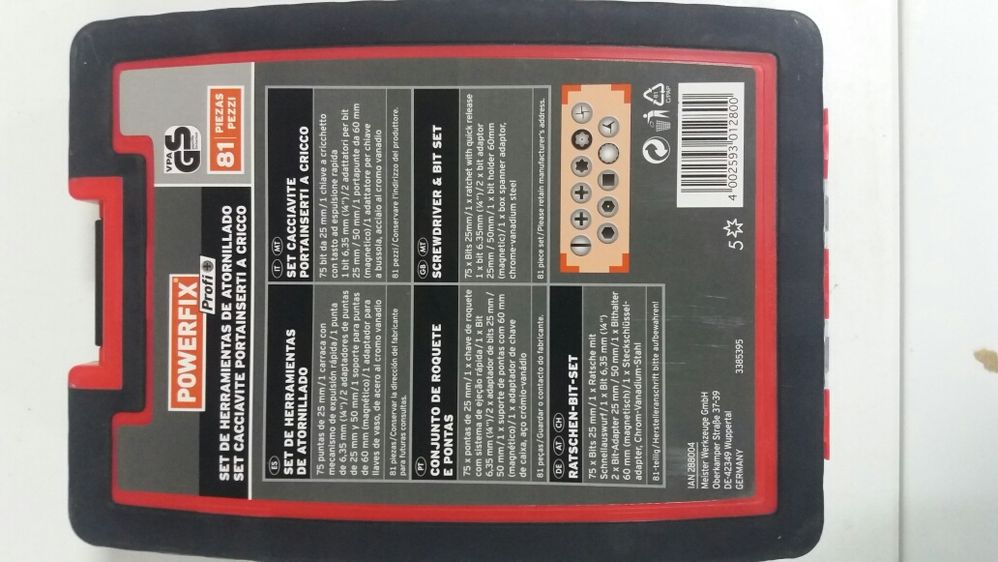 POWERFIX®
Profi
SET DE HERRAMIENTAS DE ATORNILLADO
SET CACCIAVITE PORTAINSERTI A CRICCO
VPA
GS
81 PIEZAS
PEZZI
ES
SET DE HERRAMIENTAS
DE ATORNILLADO
75 puntas de 25 mm / 1 carraca con
mecanismo de expulsión rápida / 1 punta
de 6,35 mm (¼") / 2 adaptadores de puntas
de 25 mm y 50 mm / 1 soporte para puntas
de 60 mm (magnético) / 1 adaptador para
llaves de vaso, de acero al cromo vanadio
81 piezas / Conservar la dirección del fabricante
para futuras consultas.
IT MT
SET CACCIAVITE
PORTAINSERTI A CRICCO
75 bit da 25 mm / 1 chiave a cricchetto
con tasto ad espulsione rapida
1 bit 6,35 mm (¼") / 2 adattatori per bit
25 mm / 50 mm / 1 portapunte da 60 mm
(magnetico) / 1 adattatore per chiave
a bussola, acciaio al cromo vanadio
81 pezzi / Conservare l'indirizzo del produttore.
PT
CONJUNTO DE ROQUETE
E PONTAS
75 x pontas de 25 mm / 1 x chave de roquete
com sistema de ejeção rápida / 1 x Bit
6,35 mm (¼") / 2 x adaptador de bits 25 mm /
50 mm / 1 x suporte de pontas com 60 mm
(magnético) / 1 x adaptador de chave
de caixa, aço crómio-vanádio
81 peças / Guardar o contacto do fabricante.
GB MT
SCREWDRIVER & BIT SET
75 x Bits 25mm / 1 x ratchet with quick release
1 x bit 6.35mm (¼") / 2 x bit adaptor
25mm / 50mm / 1 x bit holder 60mm
(magnetic) / 1 x box spanner adaptor,
chrome-vanadium steel
81 piece set / Please retain manufacturer's address.
DE AT CH
RATSCHEN-BIT-SET
75 x Bits 25 mm / 1 x Ratsche mit
Schnellauswurf / 1 x Bit 6,35 mm (¼")
2 x Bit-Adapter 25 mm / 50 mm / 1 x Bithalter
60 mm (magnetisch) / 1 x Steckschlüssel-
adapter, Chrom-Vanadium-Stahl
81-teilig / Herstelleranschrift bitte aufbewahren!
IAN 288004
Meister Werkzeuge GmbH
Oberkamper Straße 37-39
DE-42349 Wuppertal
GERMANY
3385395
5
4 002593 012800